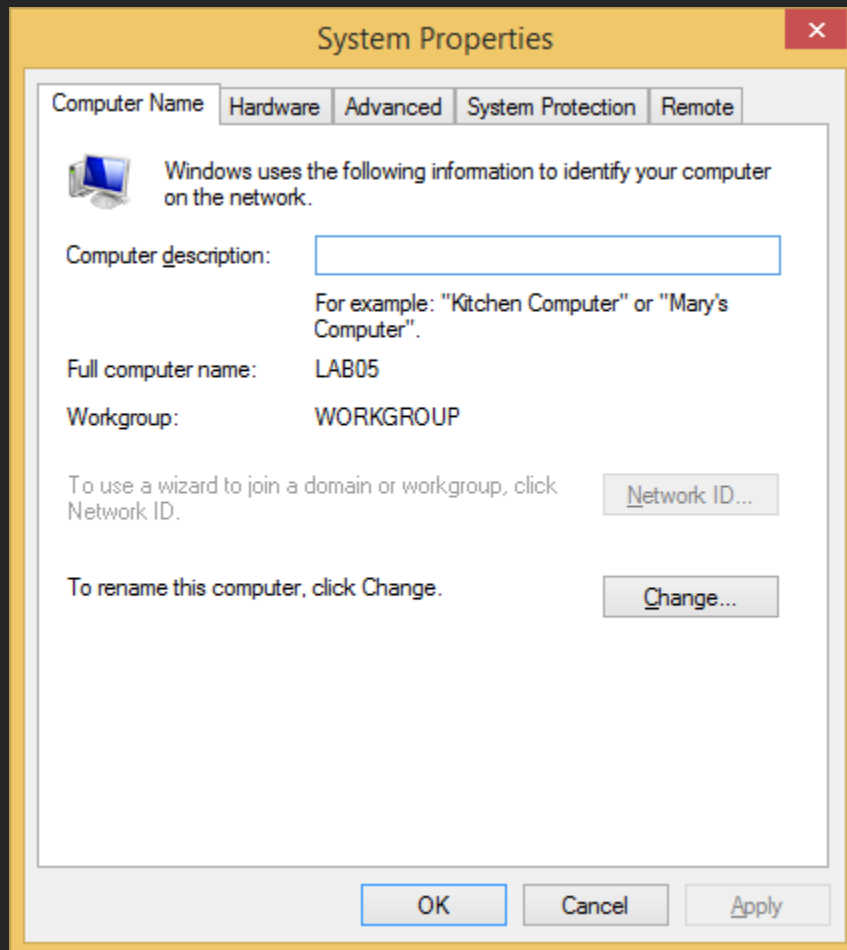 System Properties
Computer Name Hardware Advanced System Protection Remote
Windows uses the following information to identify your computer
on the network.
Computer description:
For example: "Kitchen Computer" or "Mary's
Computer".
Full computer name: LAB05
Workgroup: WORKGROUP
To use a wizard to join a domain or workgroup, click
Network ID.
Network ID...
To rename this computer, click Change.
Change...
OK Cancel Apply